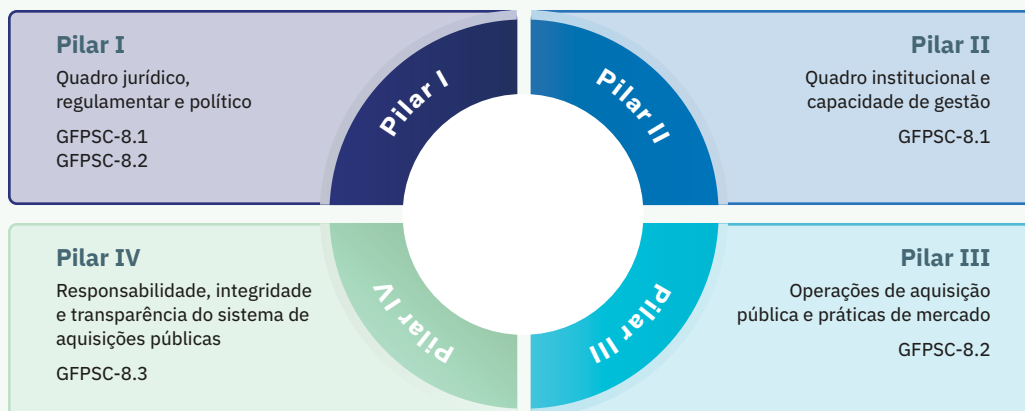 Pilar I
Quadro jurídico,
regulamentar e político
GFPSC-8.1
GFPSC-8.2
Pilar I
Pilar II
Pilar II
Quadro institucional e
capacidade de gestão
GFPSC-8.1
Pilar IV
Responsabilidade, integridade
e transparência do sistema de
aquisições públicas
GFPSC-8.3
Pilar IV
Pilar III
Pilar III
Operações de aquisição
pública e práticas de mercado
GFPSC-8.2